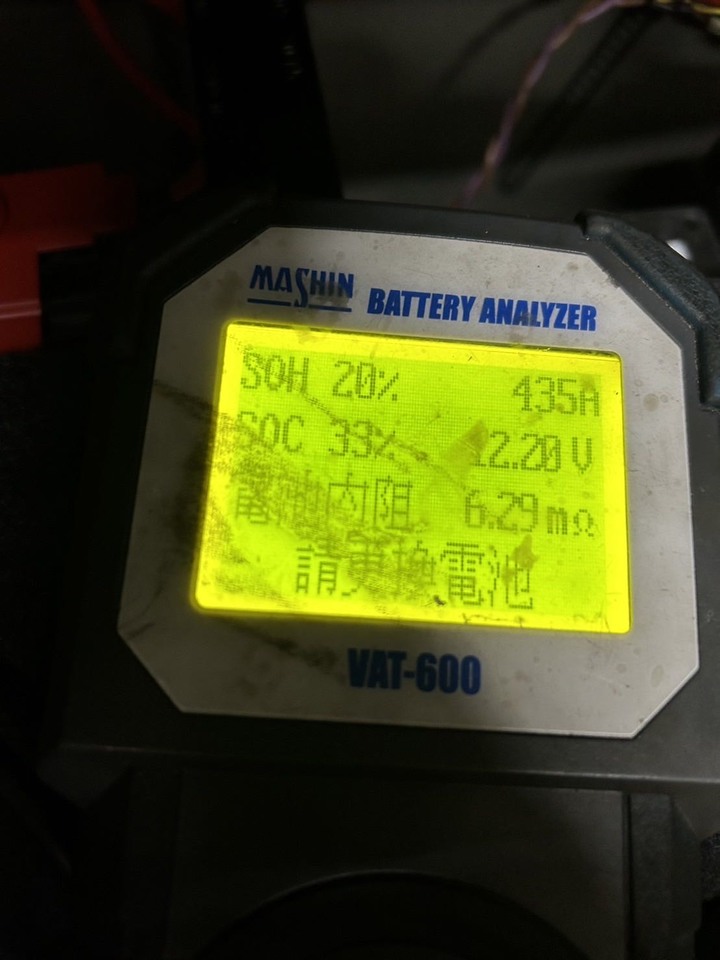 MASHIN
BATTERY ANALYZER
SOH 20% 435A
SOC 33% 12.20V
蓄電內阻 6.29mΩ
請更換電池
VAT-600